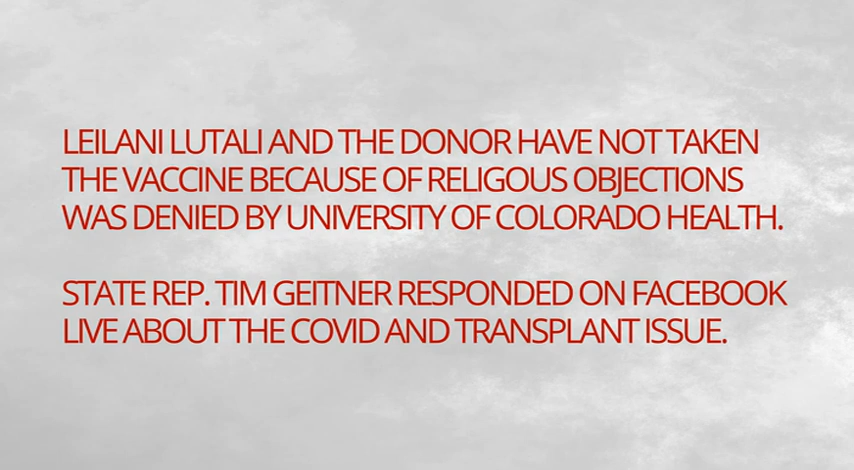 LEILANI LUTALI AND THE DONOR HAVE NOT TAKEN
THE VACCINE BECAUSE OF RELIGOUS OBJECTIONS
WAS DENIED BY UNIVERSITY OF COLORADO HEALTH.
STATE REP. TIM GEITNER RESPONDED ON FACEBOOK
LIVE ABOUT THE COVID AND TRANSPLANT ISSUE.